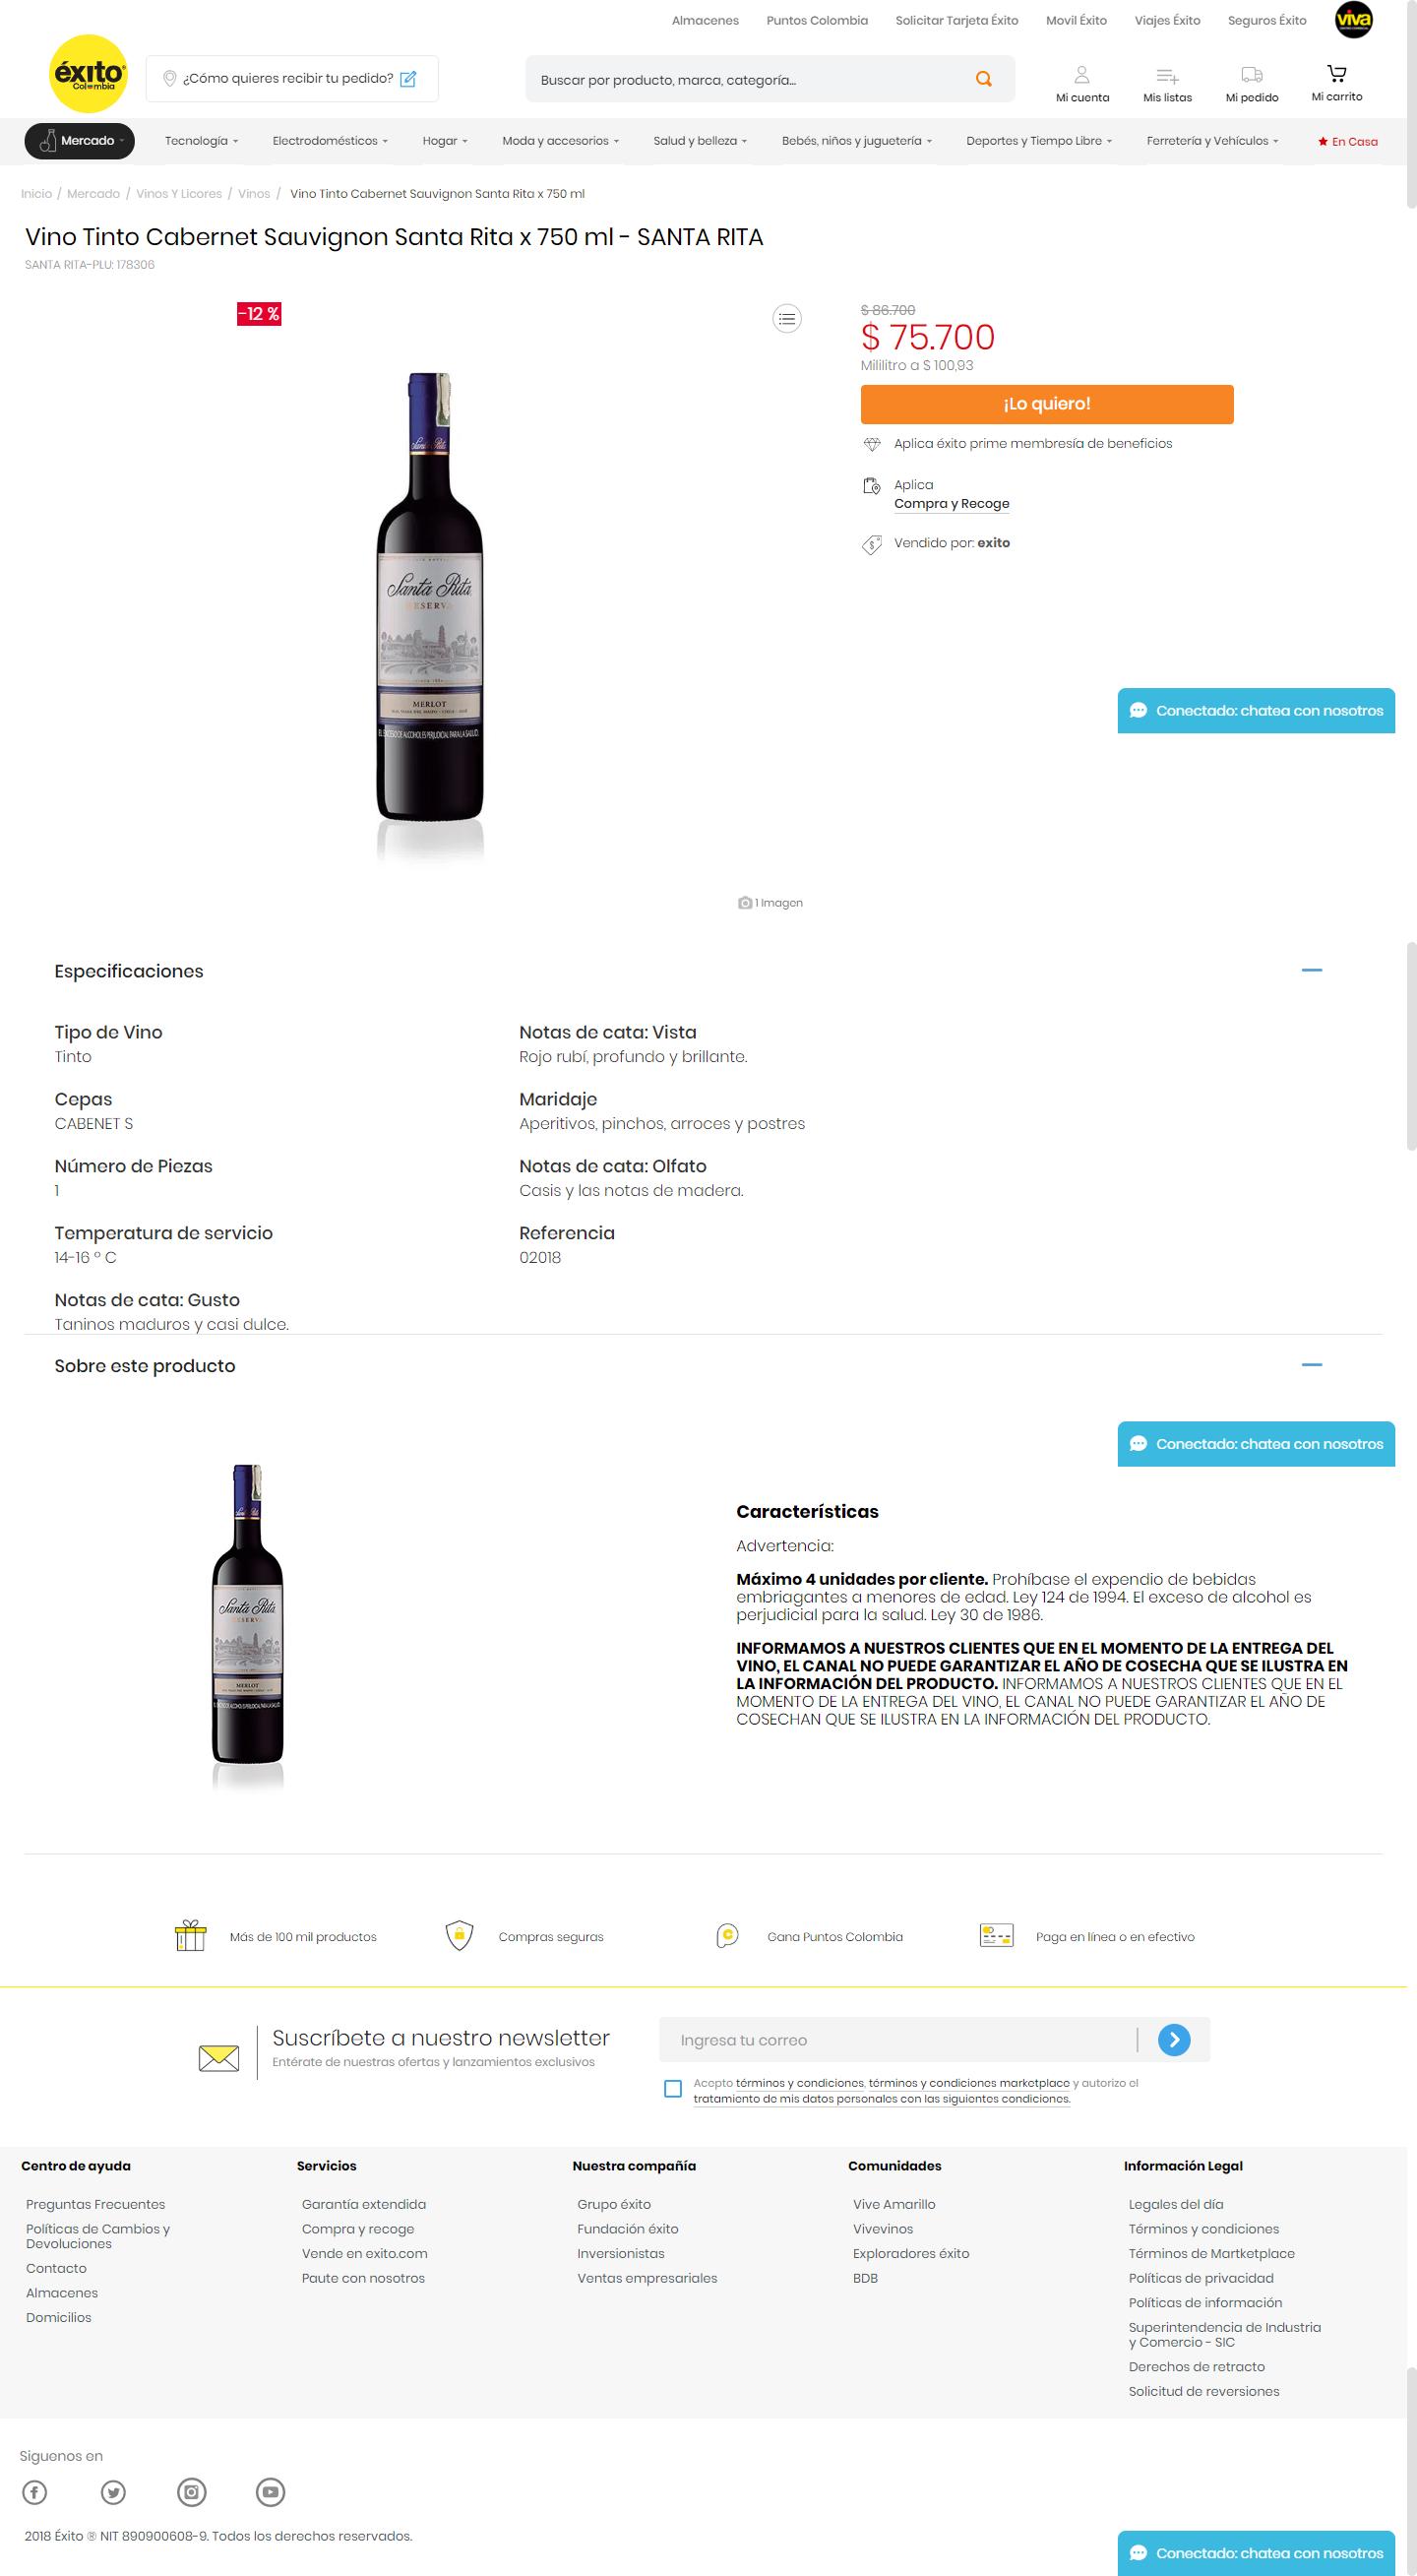 Almacenes Puntos Colombia Solicitar Tarjeta Éxito Movil Éxito Viajes Éxito Seguros Éxito viva
éxito
Colombia
¿Cómo quieres recibir tu pedido?
Buscar por producto, marca, categoría...
Mi cuenta Mis listas Mi pedido Mi carrito
Mercado Tecnología Electrodomésticos Hogar Moda y accesorios Salud y belleza Bebés, niños y juguetería Deportes y Tiempo Libre Ferretería y Vehículos En Casa
Inicio / Mercado / Vinos Y Licores / Vinos / Vino Tinto Cabernet Sauvignon Santa Rita x 750 ml
Vino Tinto Cabernet Sauvignon Santa Rita x 750 ml - SANTA RITA
SANTA RITA-PLU: 178306
-12 %
Santa Rita
RESERVA
MERLOT
EL EXCESO DE ALCOHOL ES PERJUDICIAL PARA LA SALUD.
1 Imagen
$ 86.700
$ 75.700
Mililitro a $ 100,93
¡Lo quiero!
Aplica éxito prime membresía de beneficios
Aplica
Compra y Recoge
Vendido por: exito
Conectado: chatea con nosotros
Especificaciones
Tipo de Vino
Tinto
Cepas
CABENET S
Número de Piezas
1
Temperatura de servicio
14-16 º C
Notas de cata: Gusto
Taninos maduros y casi dulce.
Notas de cata: Vista
Rojo rubí, profundo y brillante.
Maridaje
Aperitivos, pinchos, arroces y postres
Notas de cata: Olfato
Casis y las notas de madera.
Referencia
02018
Sobre este producto
Conectado: chatea con nosotros
Santa Rita
RESERVA
MERLOT
Características
Advertencia:
Máximo 4 unidades por cliente. Prohíbase el expendio de bebidas
embriagantes a menores de edad. Ley 124 de 1994. El exceso de alcohol es
perjudicial para la salud. Ley 30 de 1986.
INFORMAMOS A NUESTROS CLIENTES QUE EN EL MOMENTO DE LA ENTREGA DEL
VINO, EL CANAL NO PUEDE GARANTIZAR EL AÑO DE COSECHA QUE SE ILUSTRA EN
LA INFORMACIÓN DEL PRODUCTO. INFORMAMOS A NUESTROS CLIENTES QUE EN EL
MOMENTO DE LA ENTREGA DEL VINO, EL CANAL NO PUEDE GARANTIZAR EL AÑO DE
COSECHAN QUE SE ILUSTRA EN LA INFORMACIÓN DEL PRODUCTO.
Más de 100 mil productos
Compras seguras
Gana Puntos Colombia
Paga en línea o en efectivo
Suscríbete a nuestro newsletter
Entérate de nuestras ofertas y lanzamientos exclusivos
Ingresa tu correo
Acepto términos y condiciones, términos y condiciones marketplace y autorizo el
tratamiento de mis datos personales con las siguientes condiciones.
Centro de ayuda
Preguntas Frecuentes
Políticas de Cambios y
Devoluciones
Contacto
Almacenes
Domicilios
Servicios
Garantía extendida
Compra y recoge
Vende en exito.com
Paute con nosotros
Nuestra compañía
Grupo éxito
Fundación éxito
Inversionistas
Ventas empresariales
Comunidades
Vive Amarillo
Vivevinos
Exploradores éxito
BDB
Información Legal
Legales del día
Términos y condiciones
Términos de Martketplace
Políticas de privacidad
Políticas de información
Superintendencia de Industria
y Comercio - SIC
Derechos de retracto
Solicitud de reversiones
Siguenos en
2018 Éxito ® NIT 890900608-9. Todos los derechos reservados.
Conectado: chatea con nosotros